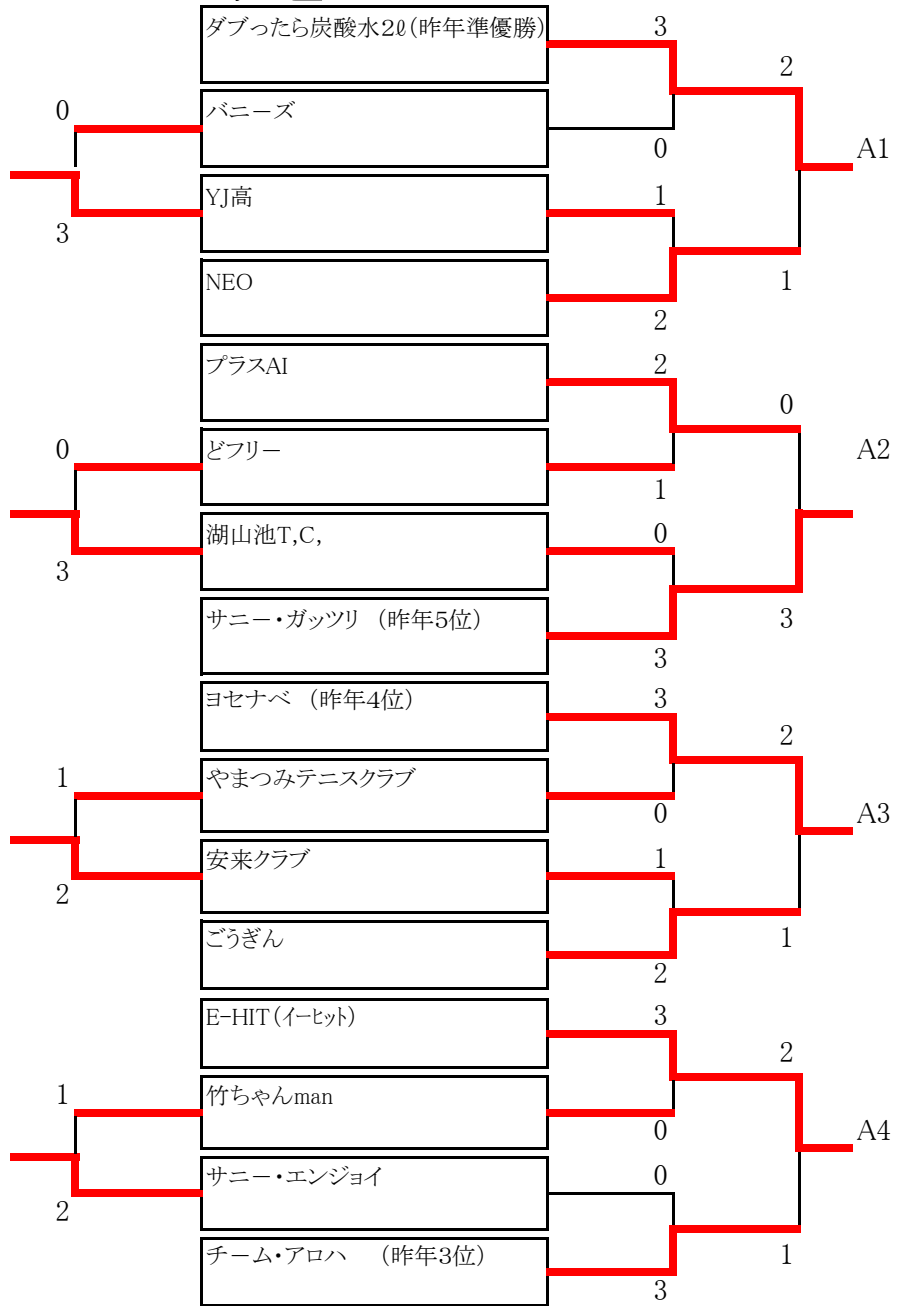 ダブったら炭酸水2ℓ(昨年準優勝)
3
2
0
バニーズ
0
A1
YJ高
1
3
NEO
1
2
プラスAI
2
0
0
どフリー
A2
1
湖山池T,C,
0
3
サニー・ガッツリ (昨年5位)
3
3
ヨセナベ (昨年4位)
3
2
1
やまつみテニスクラブ
0
A3
安来クラブ
1
2
ごうぎん
1
2
E-HIT(イーヒット)
3
2
1
竹ちゃんman
0
A4
サニー・エンジョイ
0
2
チーム・アロハ (昨年3位)
1
3